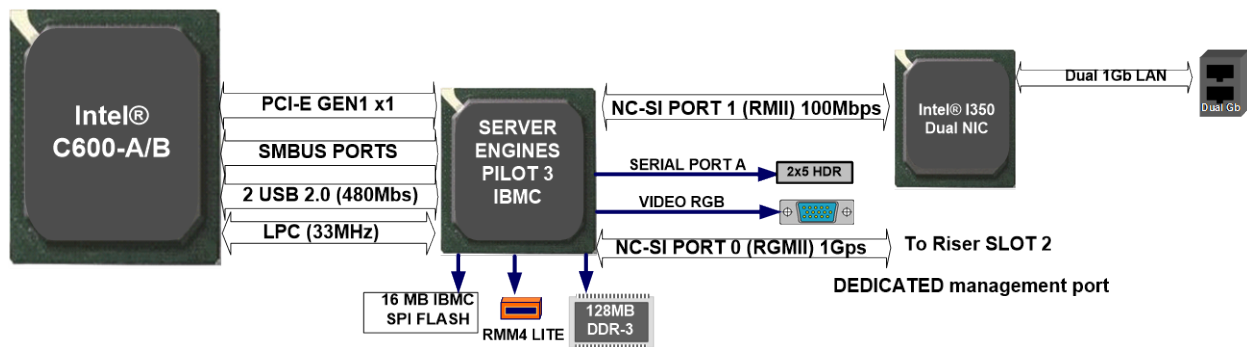 Intel®
C600-A/B
PCI-E GEN1 x1
SMBUS PORTS
2 USB 2.0 (480Mbs)
LPC (33MHz)
SERVER
ENGINES
PILOT 3
IBMC
NC-SI PORT 1 (RMII) 100Mbps
SERIAL PORT A
2x5 HDR
VIDEO RGB
NC-SI PORT 0 (RGMII) 1Gps
To Riser SLOT 2
DEDICATED management port
Intel® I350
Dual NIC
Dual 1Gb LAN
Dual Gb
16 MB IBMC
SPI FLASH
RMM4 LITE
128MB
DDR-3